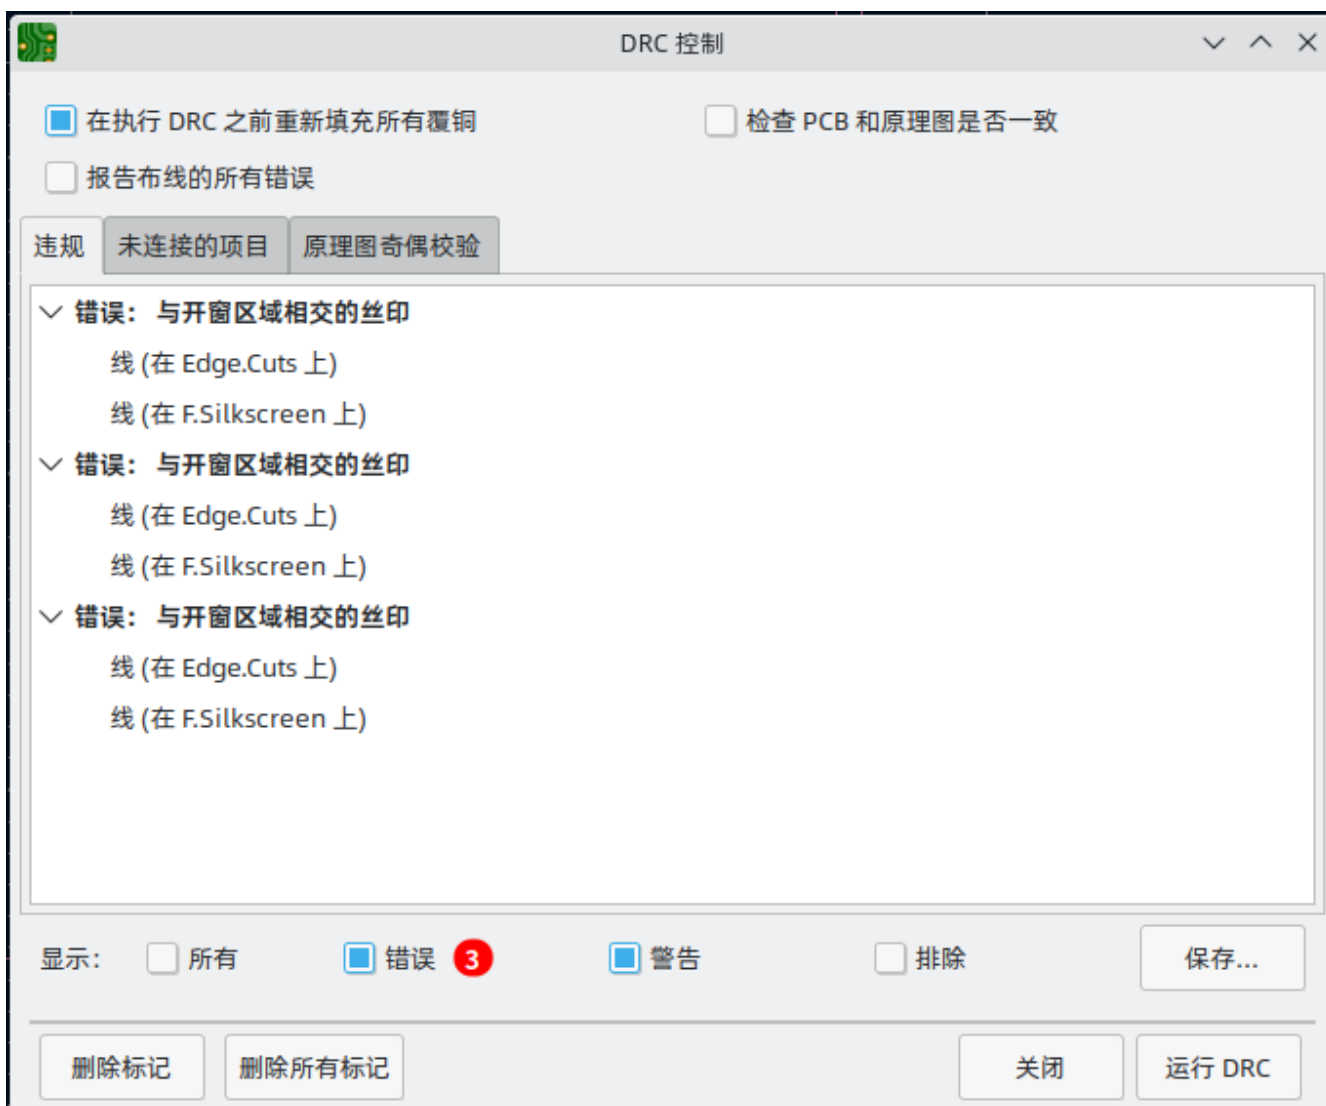 DRC 控制
在执行 DRC 之前重新填充所有覆铜 检查 PCB 和原理图是否一致
报告布线的所有错误
违规 未连接的项目 原理图奇偶校验
错误： 与开窗区域相交的丝印
线 (在 Edge.Cuts 上)
线 (在 F.Silkscreen 上)
错误： 与开窗区域相交的丝印
线 (在 Edge.Cuts 上)
线 (在 F.Silkscreen 上)
错误： 与开窗区域相交的丝印
线 (在 Edge.Cuts 上)
线 (在 F.Silkscreen 上)
显示： 所有 错误 3 警告 排除 保存...
删除标记 删除所有标记 关闭 运行 DRC